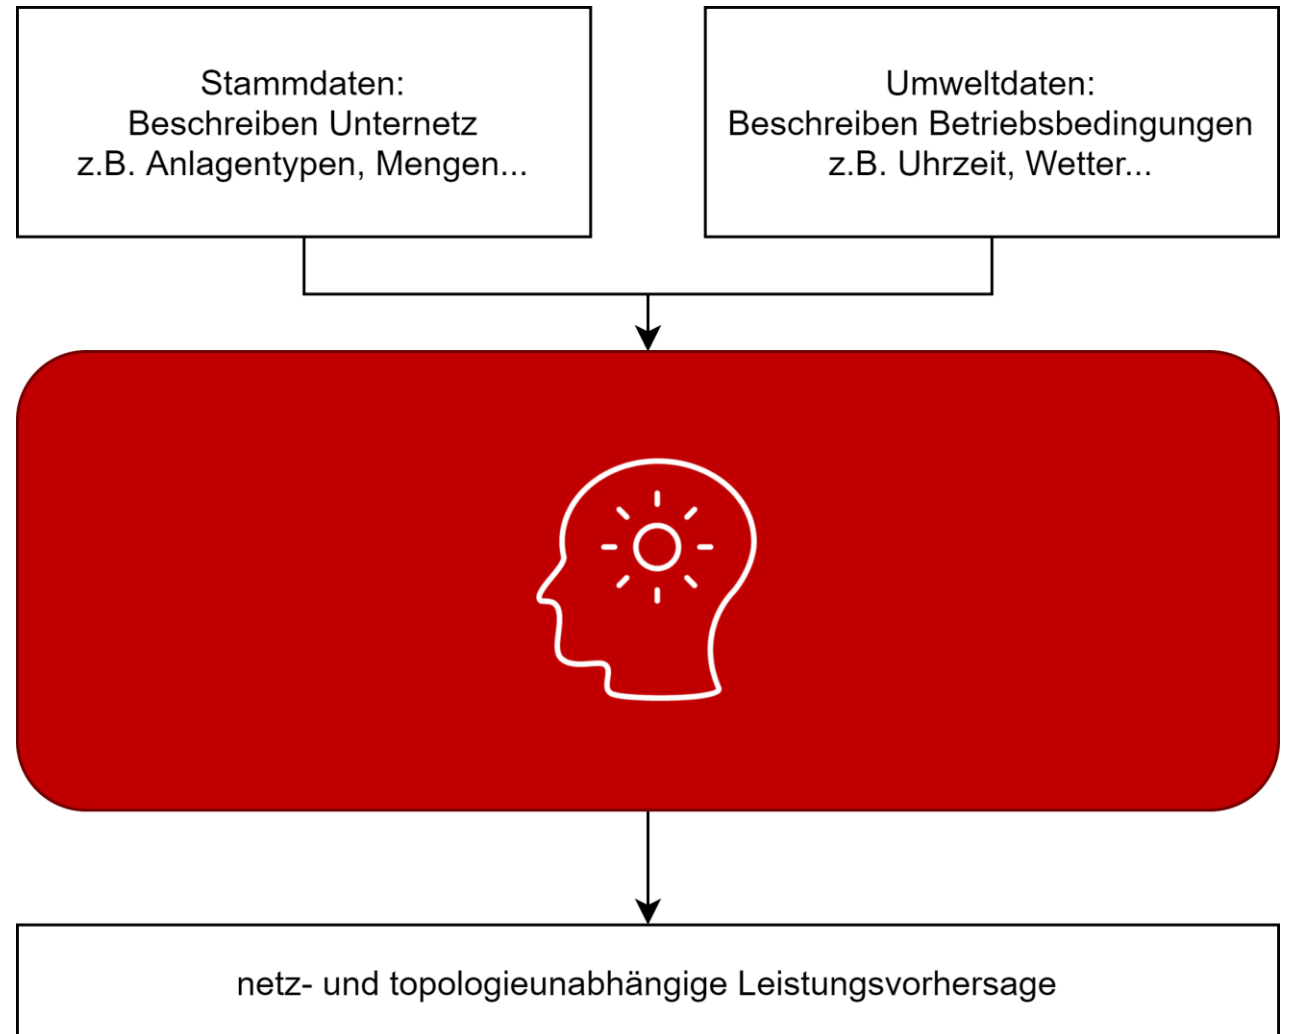 Stammdaten:
Beschreiben Unternetz
z.B. Anlagentypen, Mengen...
Umweltdaten:
Beschreiben Betriebsbedingungen
z.B. Uhrzeit, Wetter...
netz- und topologieunabhängige Leistungsvorhersage